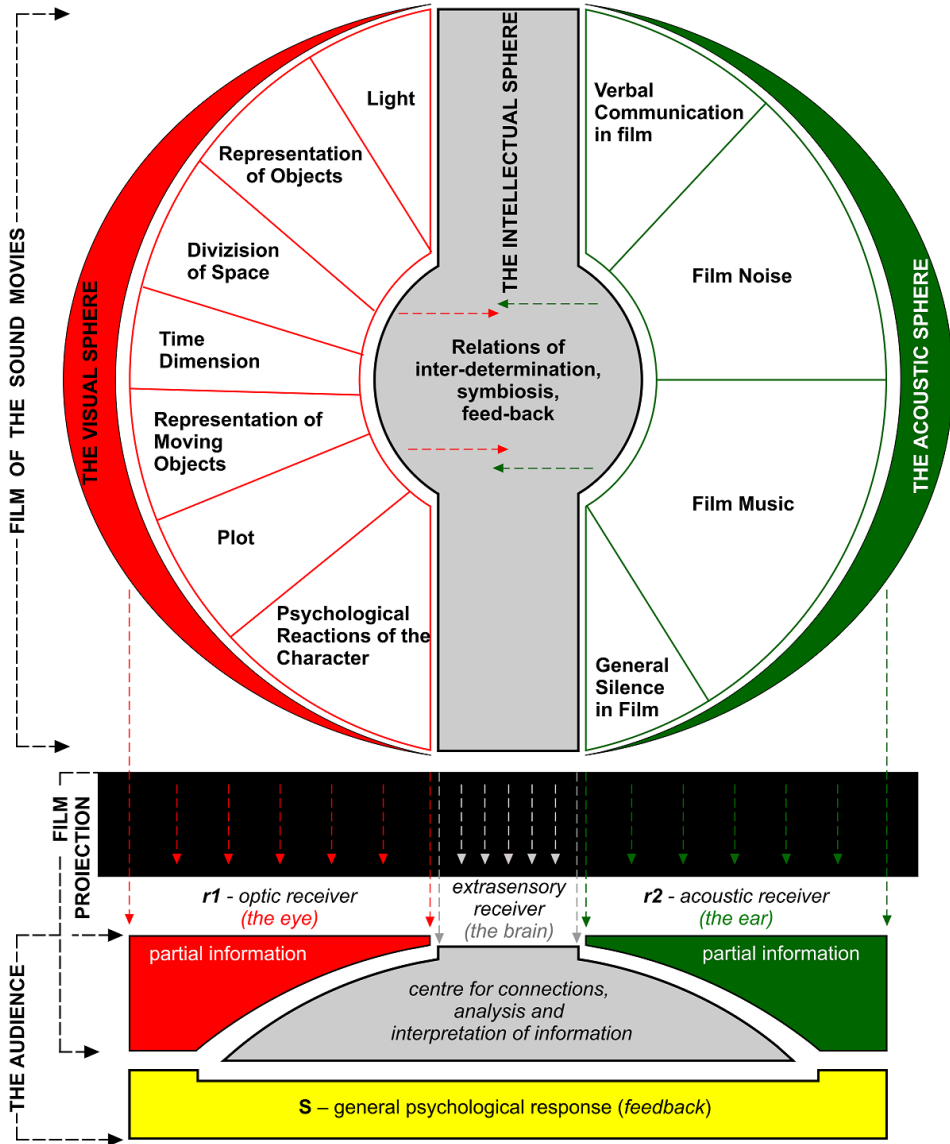 FILM OF THE SOUND MOVIES
THE VISUAL SPHERE
Light
Representation
of Objects
Divizision
of Space
Time
Dimension
Representation of
Moving
Objects
Plot
Psychological
Reactions of the
Character
THE INTELLECTUAL SPHERE
Relations of
inter-determination,
symbiosis,
feed-back
Verbal
Communication
in film
Film Noise
Film Music
General
Silence
in Film
THE ACOUSTIC SPHERE
FILM
PROIECTION
r1 - optic receiver
(the eye)
extrasensory
receiver
(the brain)
r2 - acoustic receiver
(the ear)
THE AUDIENCE
partial information
partial information
centre for connections,
analysis and
interpretation of information
S – general psychological response (feedback)